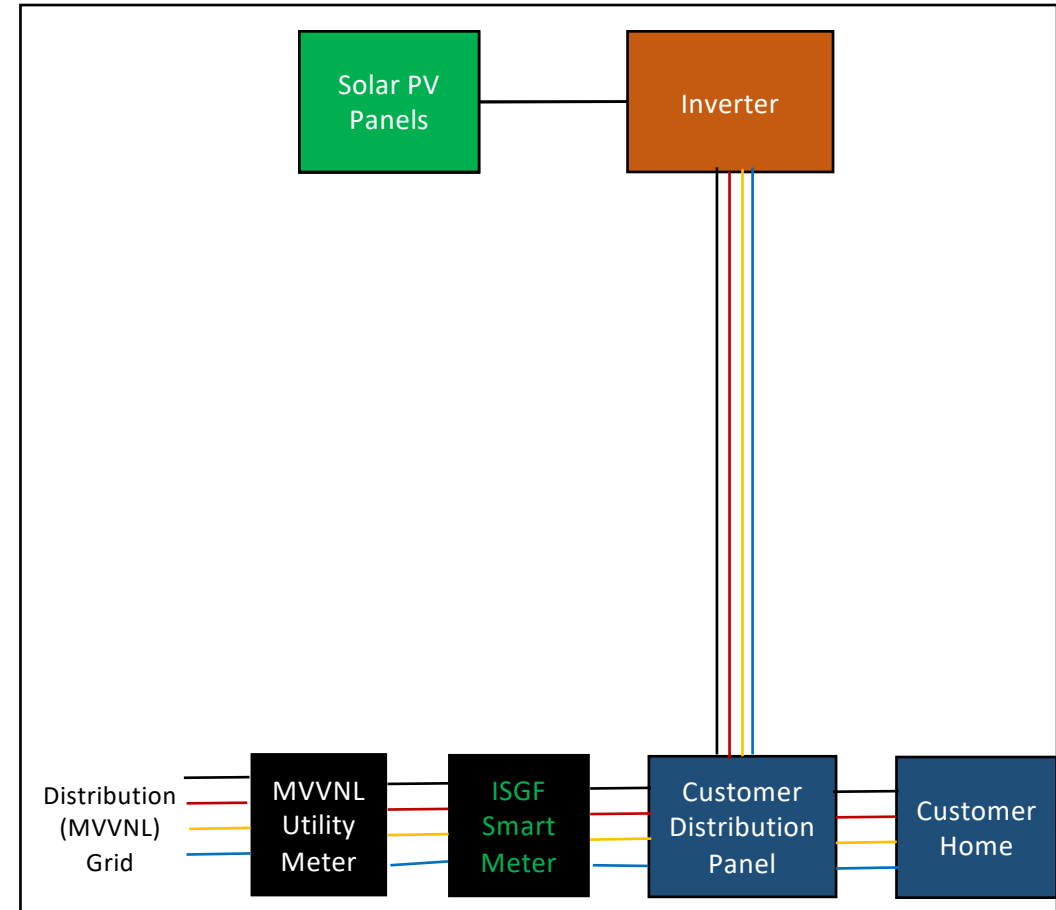 Solar PV
Panels
Inverter
Distribution
(MVVNL)
Grid
MVVNL
Utility
Meter
ISGF
Smart
Meter
Customer
Distribution
Panel
Customer
Home